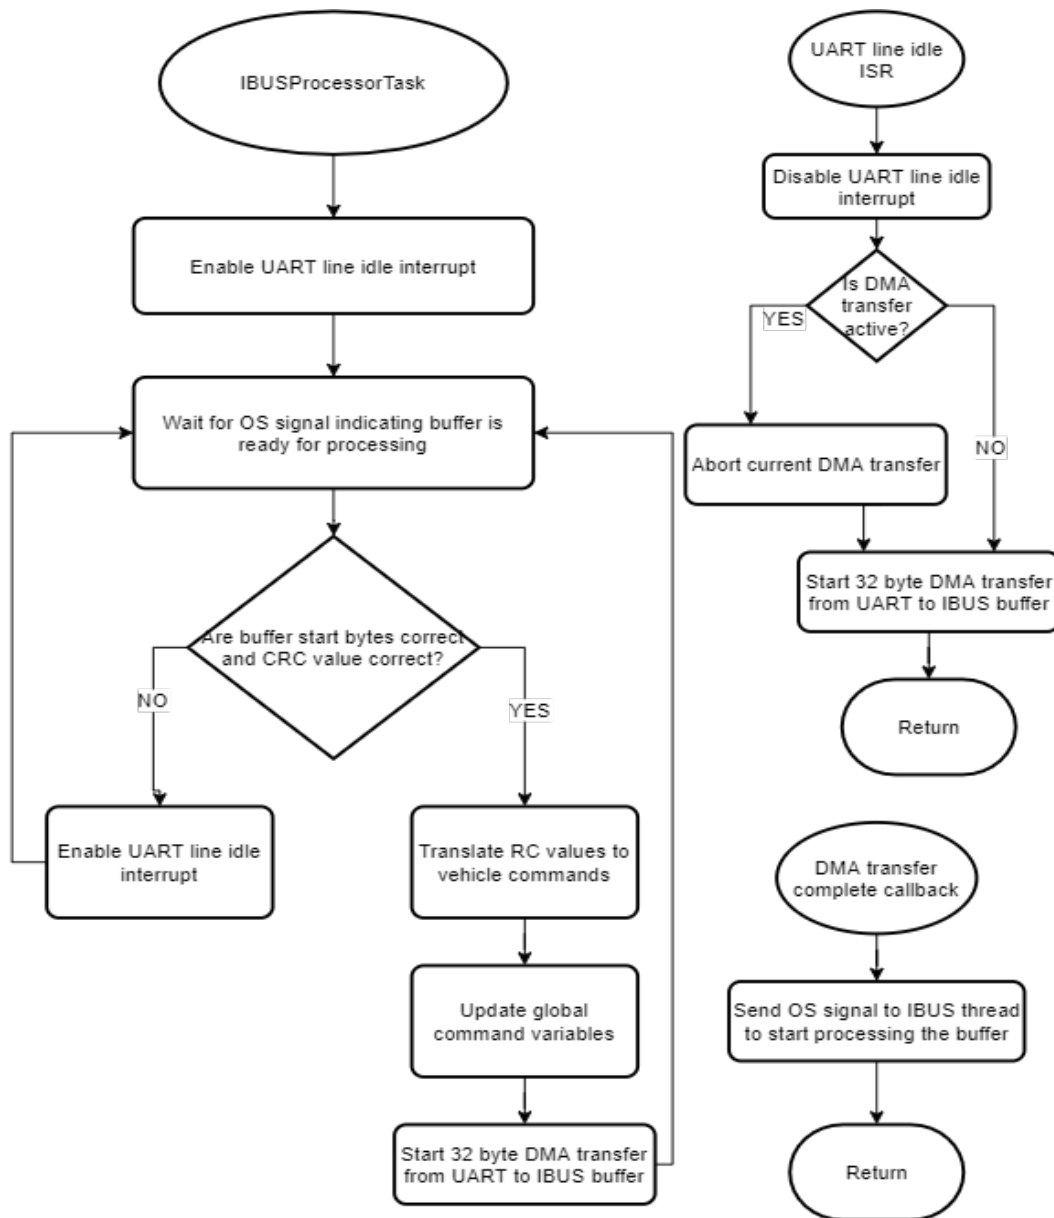 IBUSProcessorTask
Enable UART line idle interrupt
Wait for OS signal indicating buffer is
ready for processing
Are buffer start bytes correct
and CRC value correct?
NO
YES
Enable UART line idle
interrupt
Translate RC values to
vehicle commands
Update global
command variables
Start 32 byte DMA transfer
from UART to IBUS buffer
UART line idle
ISR
Disable UART line idle
interrupt
Is DMA
transfer
active?
YES
NO
Abort current DMA transfer
Start 32 byte DMA transfer
from UART to IBUS buffer
Return
DMA transfer
complete callback
Send OS signal to IBUS thread
to start processing the buffer
Return